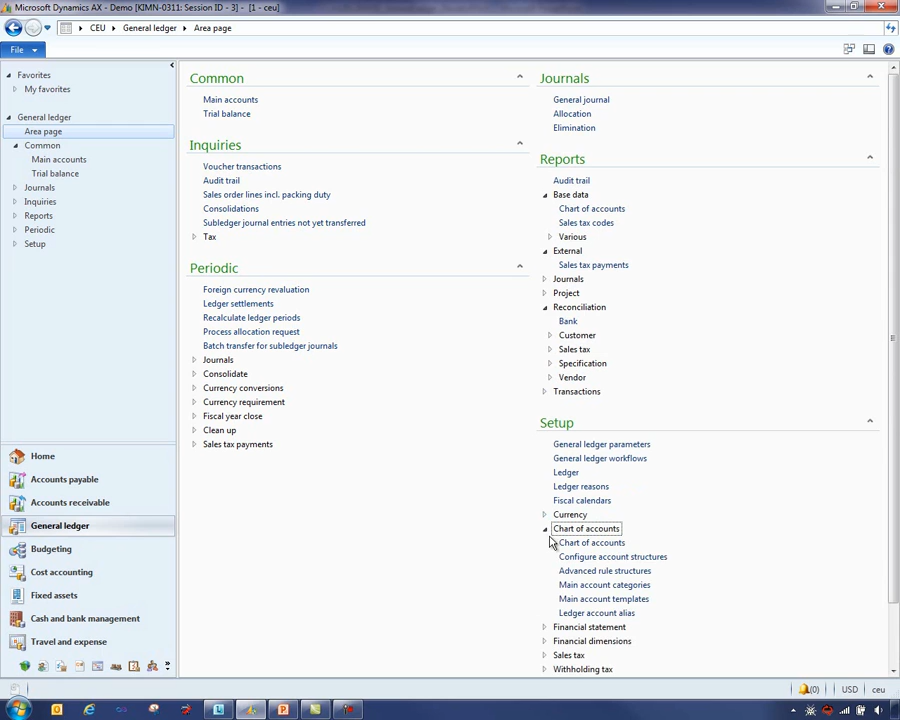 Microsoft Dynamics AX - Demo [KIMN-0311: Session ID - 3] - [1 - ceu]
CEU
General ledger
Area page
File
Favorites
My favorites
General ledger
Area page
Common
Main accounts
Trial balance
Journals
Inquiries
Reports
Periodic
Setup
Home
Accounts payable
Accounts receivable
General ledger
Budgeting
Cost accounting
Fixed assets
Cash and bank management
Travel and expense
Common
Main accounts
Trial balance
Inquiries
Voucher transactions
Audit trail
Sales order lines incl. packing duty
Consolidations
Subledger journal entries not yet transferred
Tax
Periodic
Foreign currency revaluation
Ledger settlements
Recalculate ledger periods
Process allocation request
Batch transfer for subledger journals
Journals
Consolidate
Currency conversions
Currency requirement
Fiscal year close
Clean up
Sales tax payments
Journals
General journal
Allocation
Elimination
Reports
Audit trail
Base data
Chart of accounts
Sales tax codes
Various
External
Sales tax payments
Journals
Project
Reconciliation
Bank
Customer
Sales tax
Specification
Vendor
Transactions
Setup
General ledger parameters
General ledger workflows
Ledger
Ledger reasons
Fiscal calendars
Currency
Chart of accounts
Chart of accounts
Configure account structures
Advanced rule structures
Main account categories
Main account templates
Ledger account alias
Financial statement
Financial dimensions
Sales tax
Withholding tax
(0)
USD
ceu